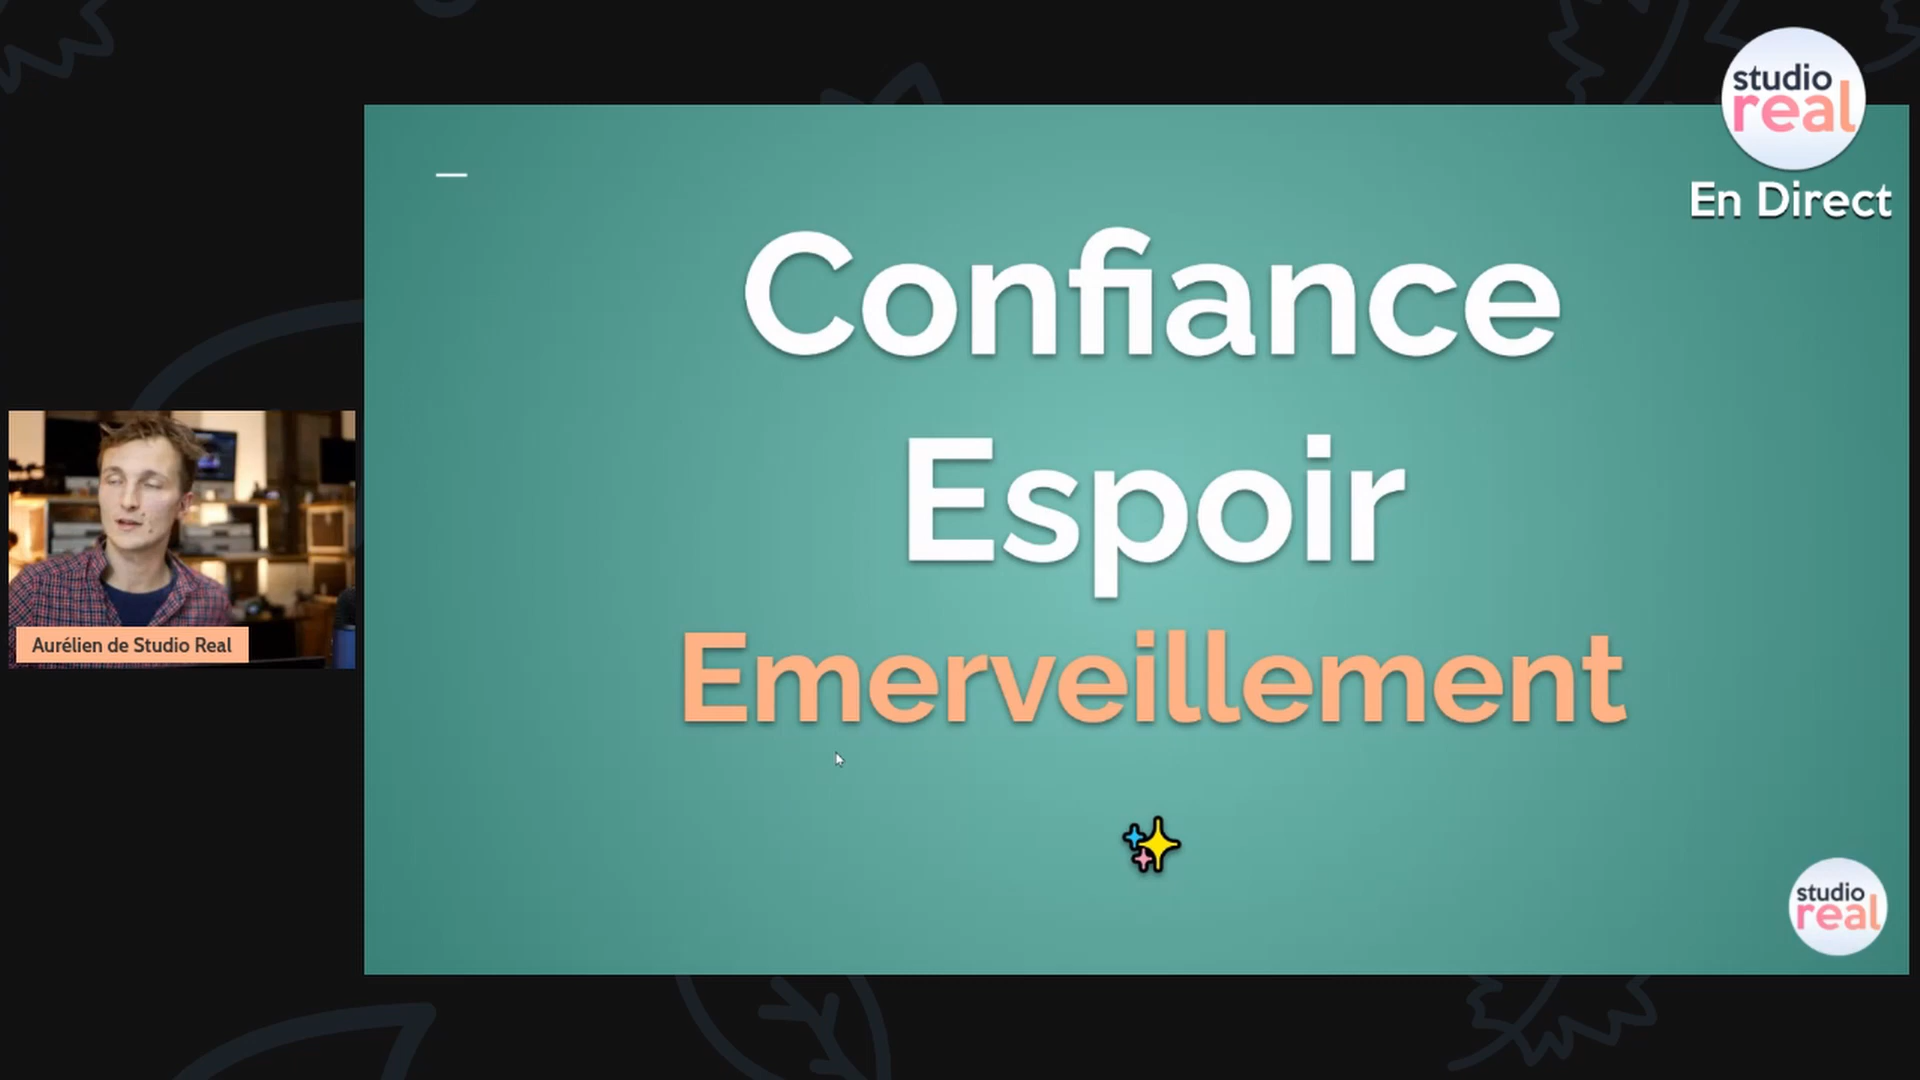 studio
real
En Direct
Confiance
Espoir
Emerveillement
Aurélien de Studio Real
studio
real